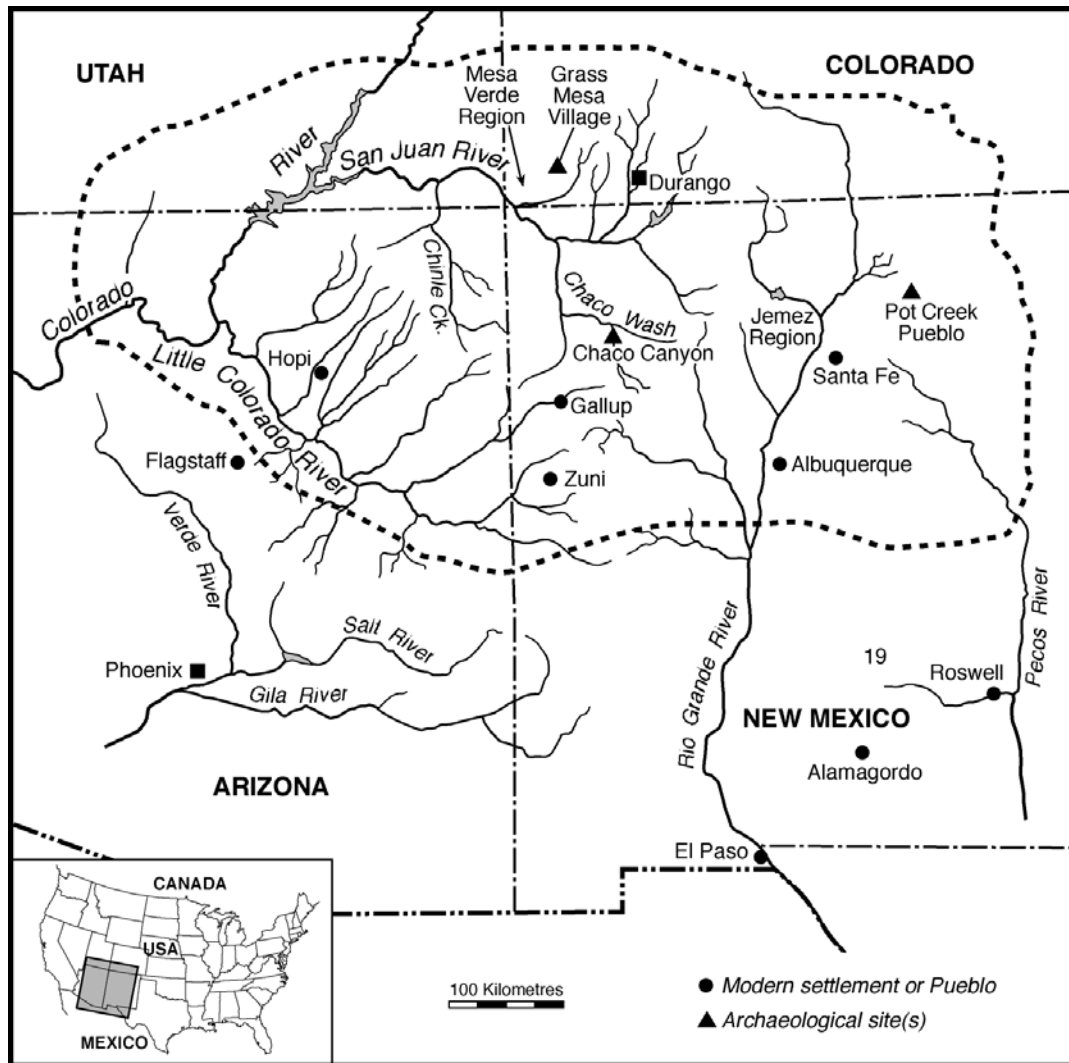 UTAH
COLORADO
Mesa
Verde
Region
Grass
Mesa
Village
River
San Juan River
Durango
Colorado
Chinle Ck.
Chaco Wash
Chaco Canyon
Jemez
Region
Pot Creek
Pueblo
Santa Fe
Hopi
Little Colorado River
Gallup
Flagstaff
Zuni
Albuquerque
Verde River
Salt River
Phoenix
Gila River
Rio Grande River
Pecos River
19
Roswell
NEW MEXICO
Alamagordo
ARIZONA
El Paso
CANADA
USA
MEXICO
100 Kilometres
Modern settlement or Pueblo
Archaeological site(s)